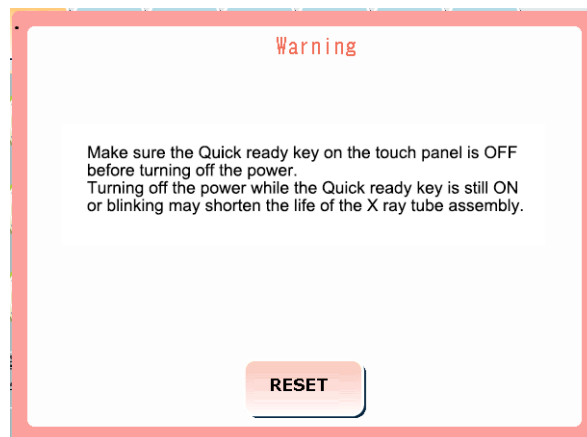 Warning
Make sure the Quick ready key on the touch panel is OFF
before turning off the power.
Turning off the power while the Quick ready key is still ON
or blinking may shorten the life of the X ray tube assembly.
RESET